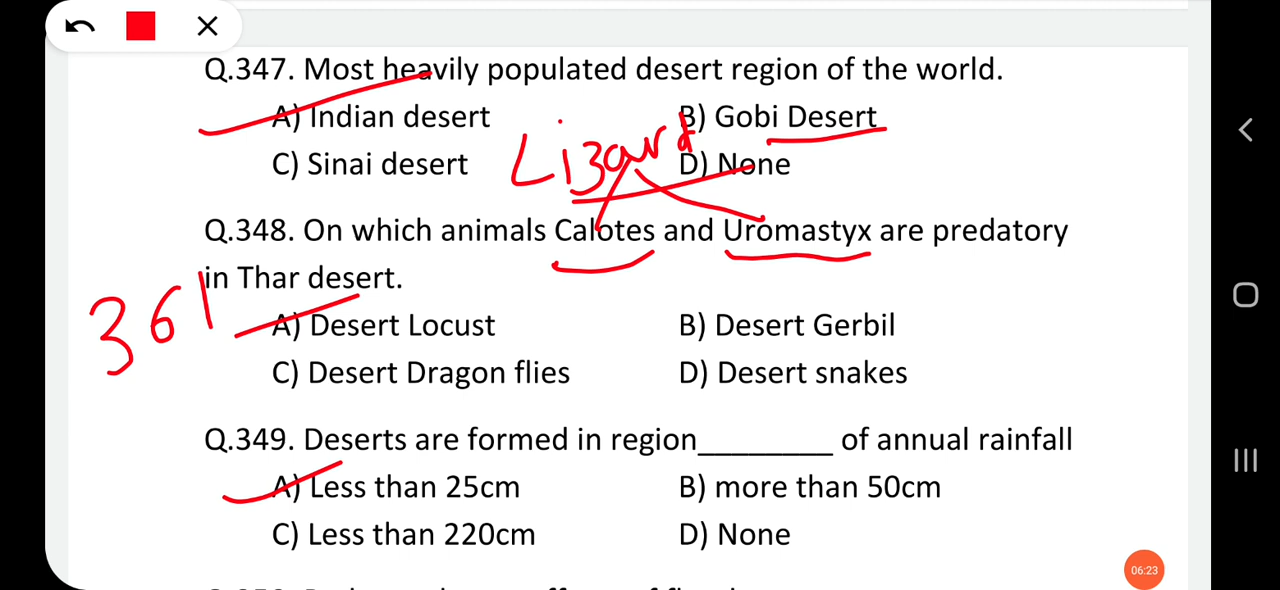 Q.347. Most heavily populated desert region of the world.
A) Indian desert B) Gobi Desert
C) Sinai desert Lizard D) None
Q.348. On which animals Calotes and Uromastyx are predatory
in Thar desert.
361
A) Desert Locust B) Desert Gerbil
C) Desert Dragon flies D) Desert snakes
Q.349. Deserts are formed in region________ of annual rainfall
A) Less than 25cm B) more than 50cm
C) Less than 220cm D) None
06:23